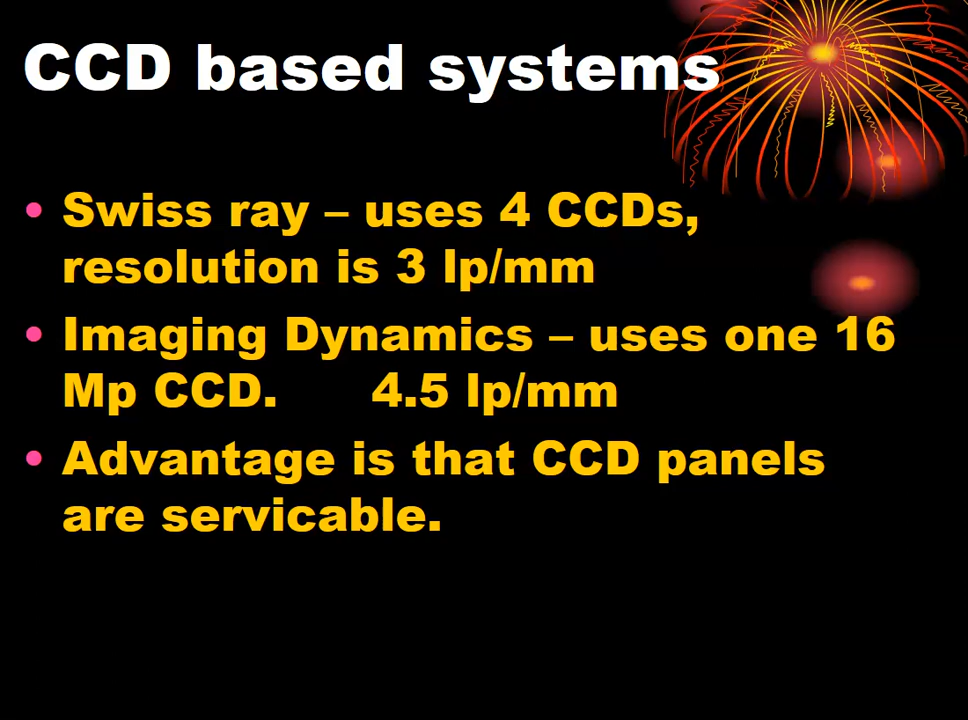 CCD based systems
• Swiss ray – uses 4 CCDs,
resolution is 3 lp/mm
• Imaging Dynamics – uses one 16
Mp CCD. 4.5 lp/mm
• Advantage is that CCD panels
are servicable.